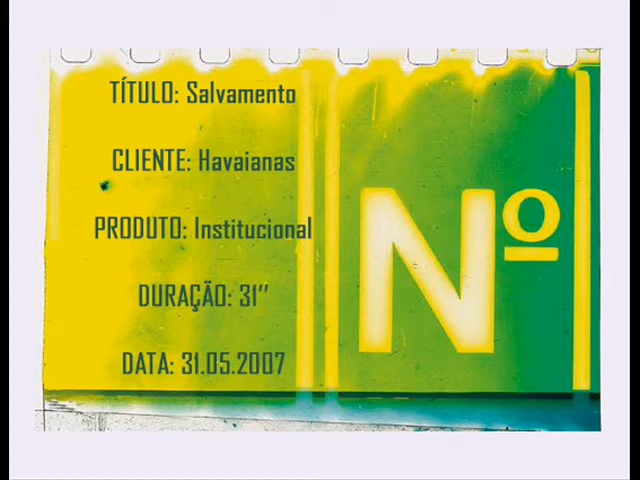 TÍTULO: Salvamento
CLIENTE: Havaianas
PRODUTO: Institucional
DURAÇÃO: 31"
DATA: 31.05.2007
Nº